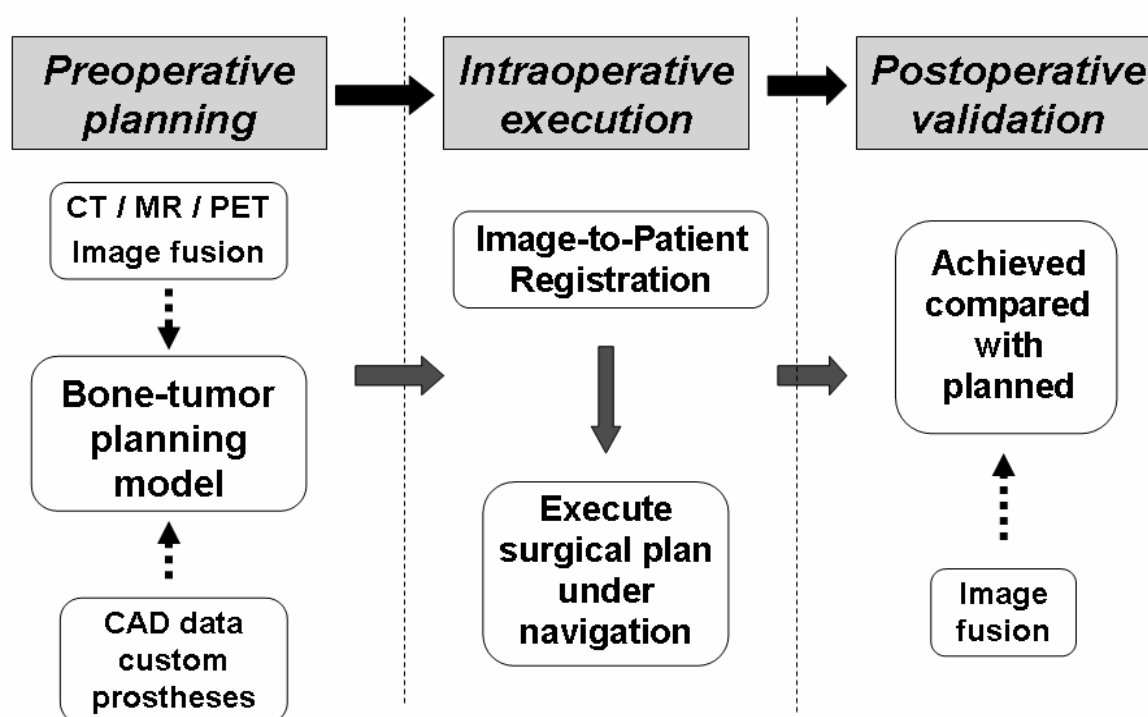 Preoperative
planning
Intraoperative
execution
Postoperative
validation
CT / MR / PET
Image fusion
Bone-tumor
planning
model
CAD data
custom
prostheses
Image-to-Patient
Registration
Execute
surgical plan
under
navigation
Achieved
compared
with
planned
Image
fusion